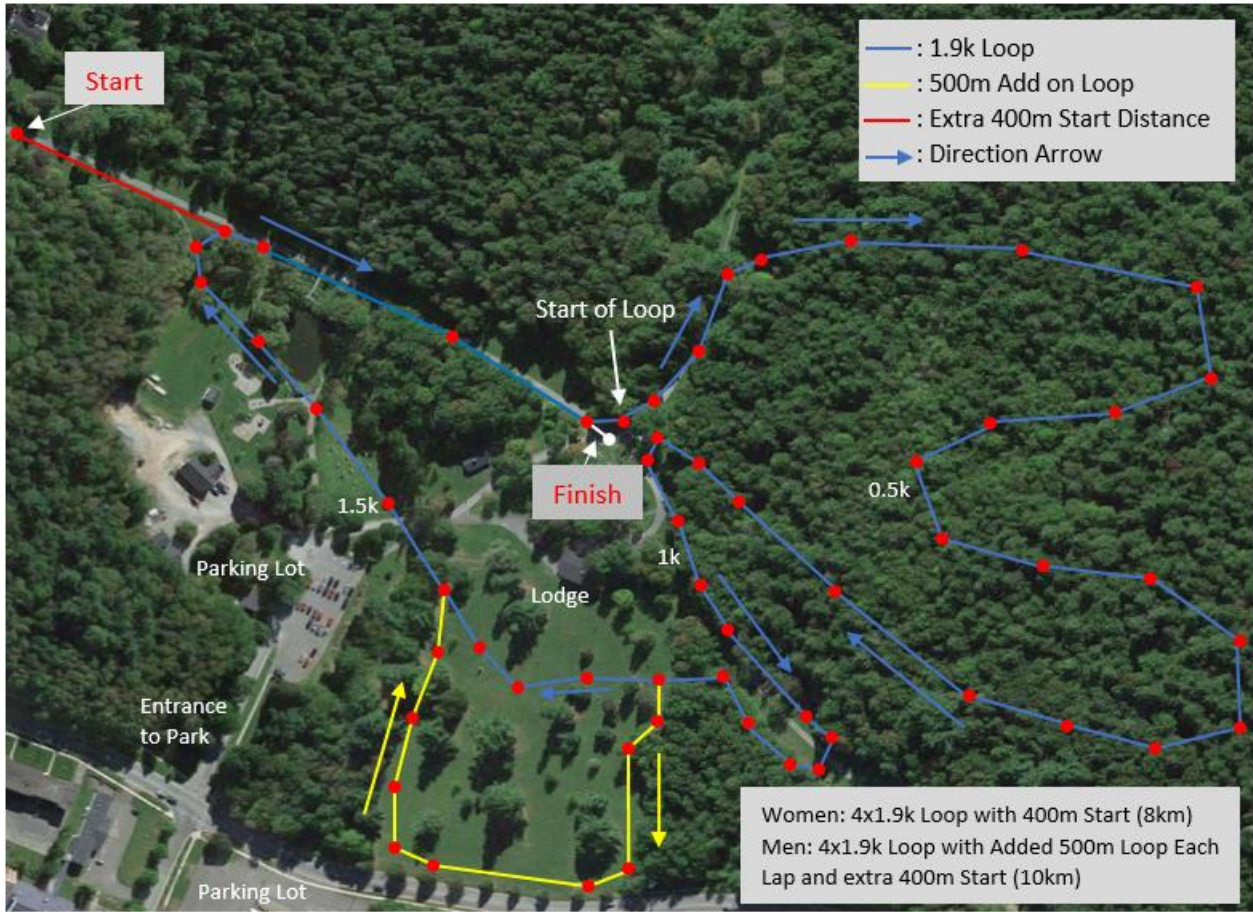 Start
: 1.9k Loop
: 500m Add on Loop
: Extra 400m Start Distance
: Direction Arrow
Start of Loop
Finish
0.5k
1.5k
1k
Parking Lot
Lodge
Entrance
to Park
Parking Lot
Women: 4x1.9k Loop with 400m Start (8km)
Men: 4x1.9k Loop with Added 500m Loop Each
Lap and extra 400m Start (10km)